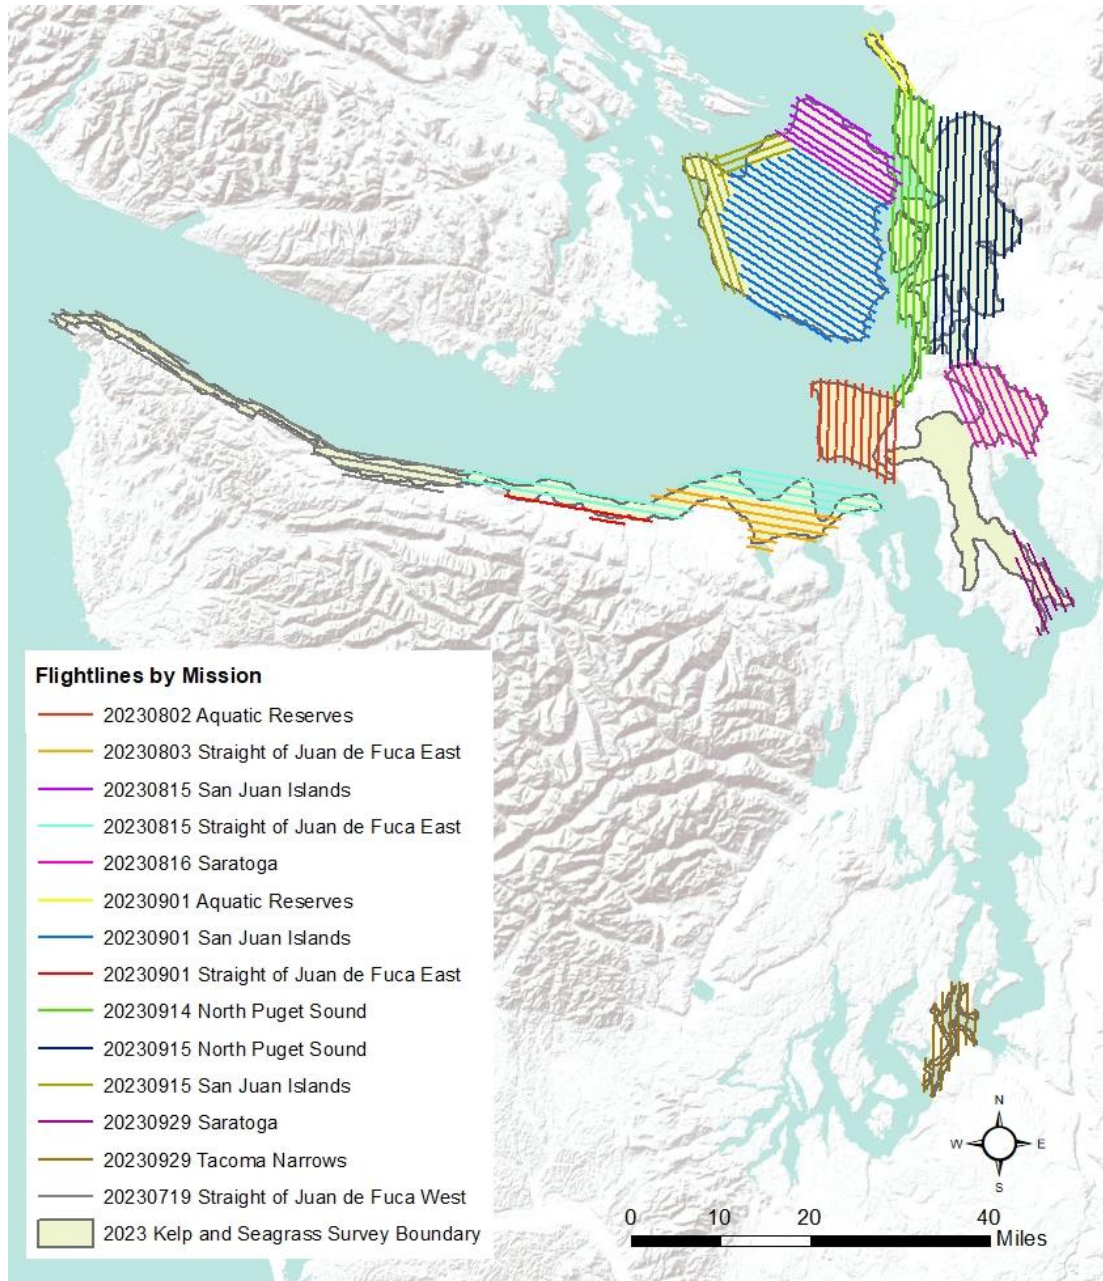 Flightlines by Mission
20230802 Aquatic Reserves
20230803 Straight of Juan de Fuca East
20230815 San Juan Islands
20230815 Straight of Juan de Fuca East
20230816 Saratoga
20230901 Aquatic Reserves
20230901 San Juan Islands
20230901 Straight of Juan de Fuca East
20230914 North Puget Sound
20230915 North Puget Sound
20230915 San Juan Islands
20230929 Saratoga
20230929 Tacoma Narrows
20230719 Straight of Juan de Fuca West
2023 Kelp and Seagrass Survey Boundary
N
W E
S
0 10 20 40
Miles